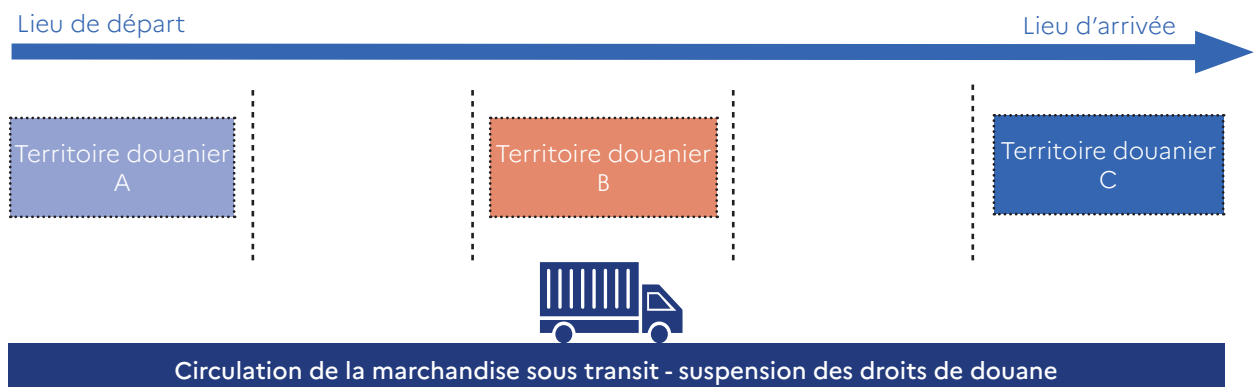 Lieu de départ
Lieu d'arrivée
Territoire douanier
A
Territoire douanier
B
Territoire douanier
C
Circulation de la marchandise sous transit - suspension des droits de douane